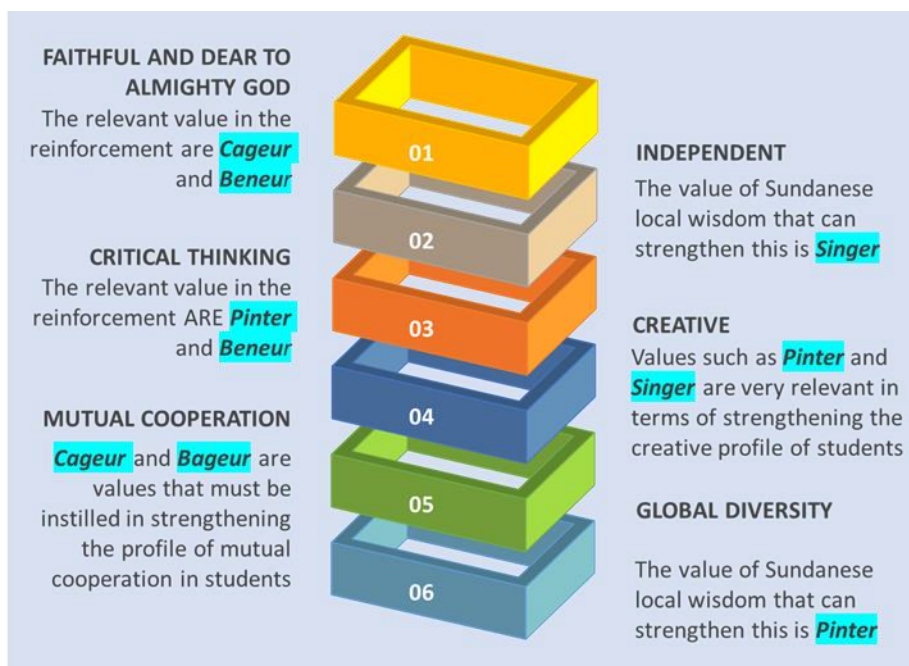 FAITHFUL AND DEAR TO
ALMIGHTY GOD
The relevant value in the
reinforcement are Cageur
and Beneur
01
INDEPENDENT
The value of Sundanese
local wisdom that can
strengthen this is Singer
02
CRITICAL THINKING
The relevant value in the
reinforcement ARE Pinter
and Beneur
03
CREATIVE
Values such as Pinter and
Singer are very relevant in
terms of strengthening the
creative profile of students
04
MUTUAL COOPERATION
Cageur and Bageur are
values that must be
instilled in strengthening
the profile of mutual
cooperation in students
05
GLOBAL DIVERSITY
The value of Sundanese
local wisdom that can
strengthen this is Pinter
06